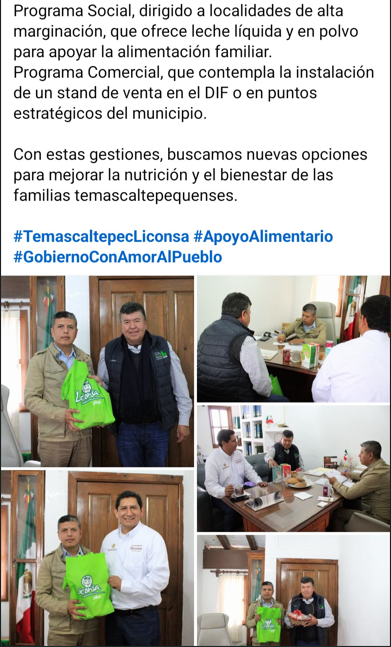 Programa Social, dirigido a localidades de alta
marginación, que ofrece leche líquida y en polvo
para apoyar la alimentación familiar.
Programa Comercial, que contempla la instalación
de un stand de venta en el DIF o en puntos
estratégicos del municipio.
Con estas gestiones, buscamos nuevas opciones
para mejorar la nutrición y el bienestar de las
familias temascaltepequenses.
#TemascaltepecLiconsa #ApoyoAlimentario
#GobiernoConAmorAlPueblo
Liconsa
Liconsa